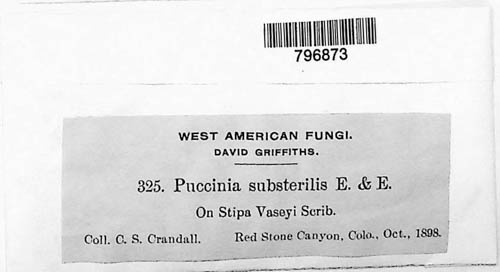 796873
WEST AMERICAN FUNGI.
DAVID GRIFFITHS.
325. Puccinia substerilis E. & E.
On Stipa Vaseyi Scrib.
Coll. C. S. Crandall. Red Stone Canyon, Colo., Oct., 1898.